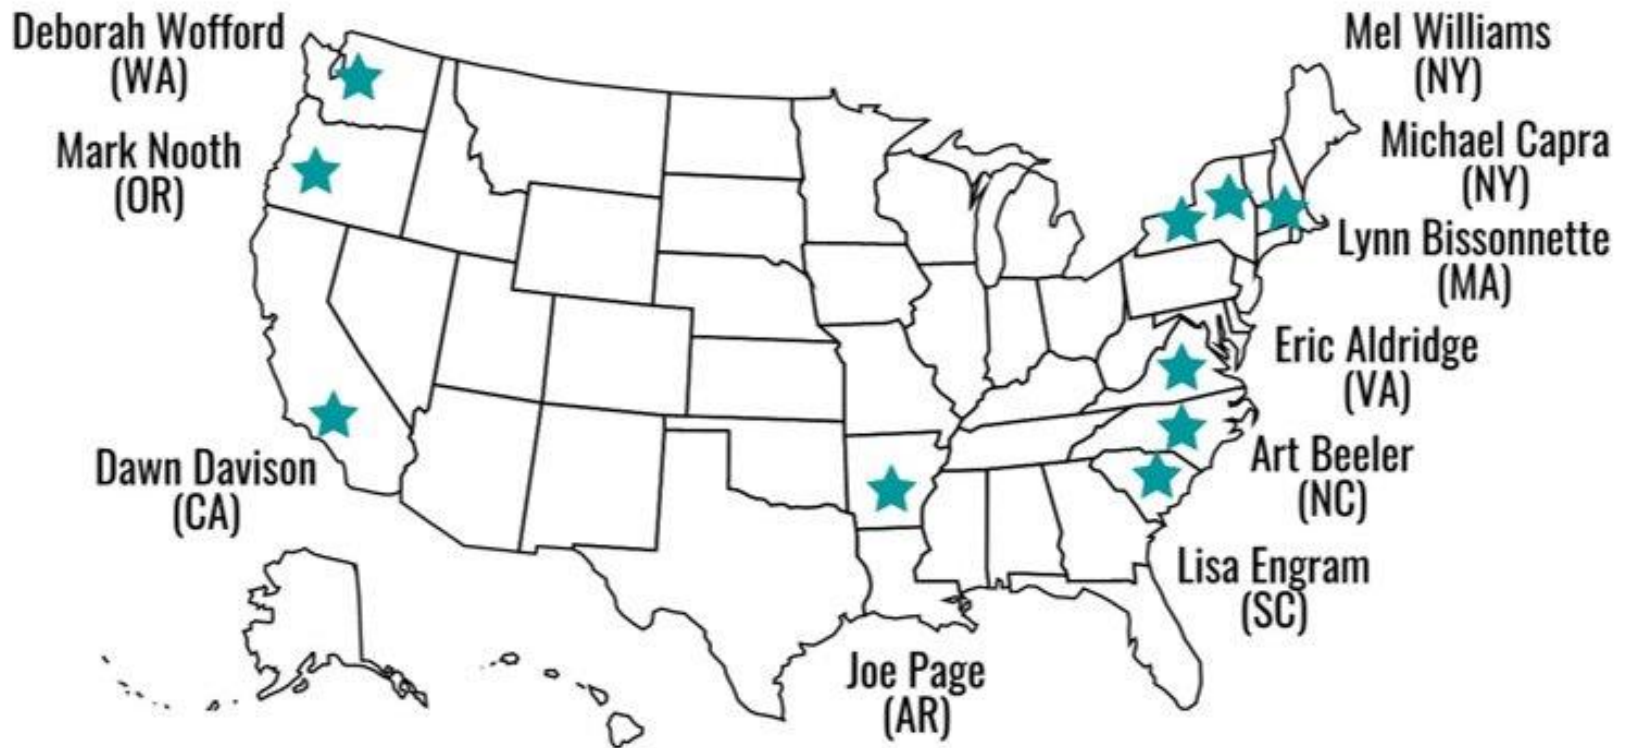 Deborah Wofford
(WA)
Mark Nooth
(OR)
Dawn Davison
(CA)
Mel Williams
(NY)
Michael Capra
(NY)
Lynn Bissonnette
(MA)
Eric Aldridge
(VA)
Art Beeler
(NC)
Lisa Engram
(SC)
Joe Page
(AR)